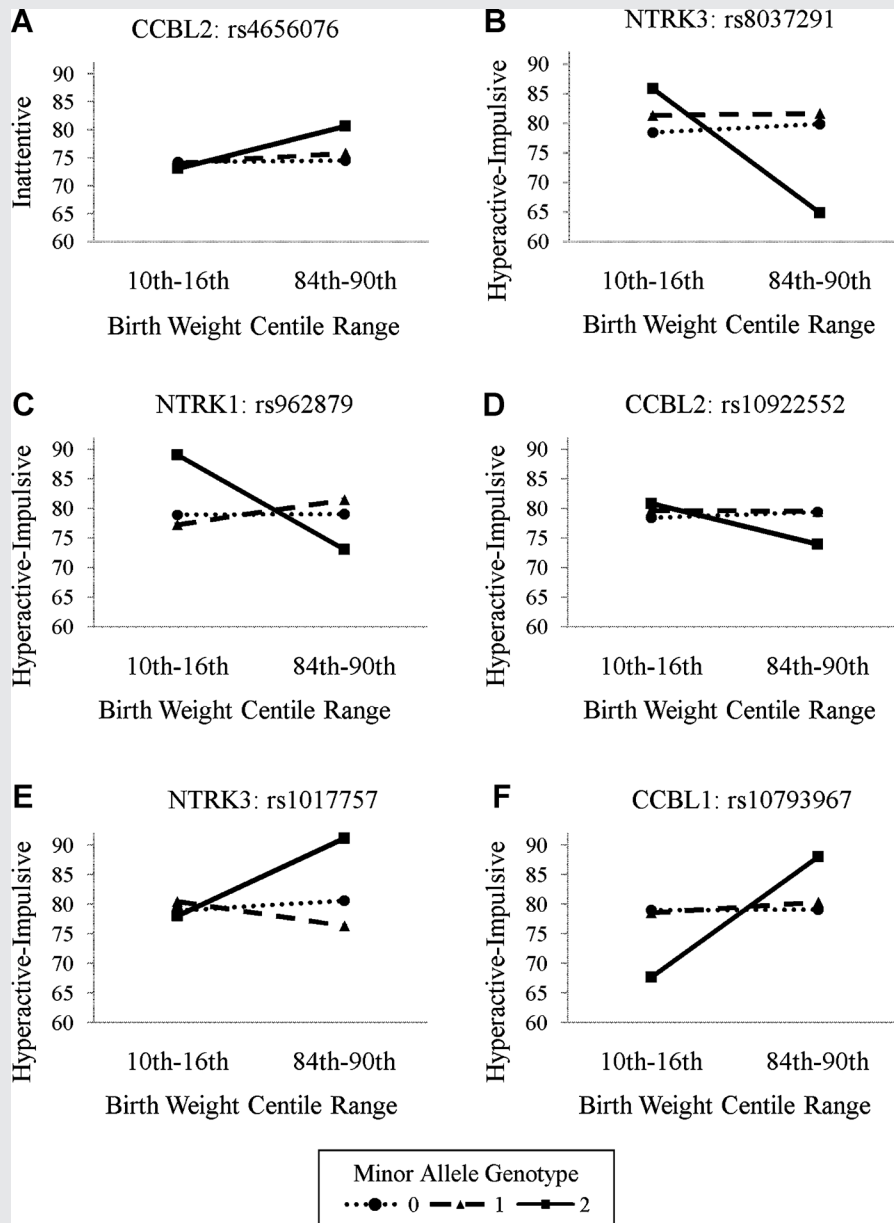 A
CCBL2: rs4656076
Inattentive
90
85
80
75
70
65
60
10th-16th 84th-90th
Birth Weight Centile Range
B
NTRK3: rs8037291
Hyperactive-Impulsive
90
85
80
75
70
65
60
10th-16th 84th-90th
Birth Weight Centile Range
C
NTRK1: rs962879
Hyperactive-Impulsive
90
85
80
75
70
65
60
10th-16th 84th-90th
Birth Weight Centile Range
D
CCBL2: rs10922552
Hyperactive-Impulsive
90
85
80
75
70
65
60
10th-16th 84th-90th
Birth Weight Centile Range
E
NTRK3: rs1017757
Hyperactive-Impulsive
90
85
80
75
70
65
60
10th-16th 84th-90th
Birth Weight Centile Range
F
CCBL1: rs10793967
Hyperactive-Impulsive
90
85
80
75
70
65
60
10th-16th 84th-90th
Birth Weight Centile Range
Minor Allele Genotype
0 1 2